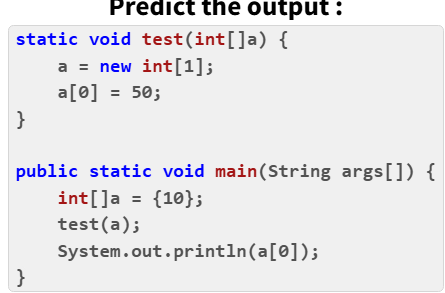 Predict the output :
static void test(int[]a) {
    a = new int[1];
    a[0] = 50;
}
public static void main(String args[]) {
    int[]a = {10};
    test(a);
    System.out.println(a[0]);
}